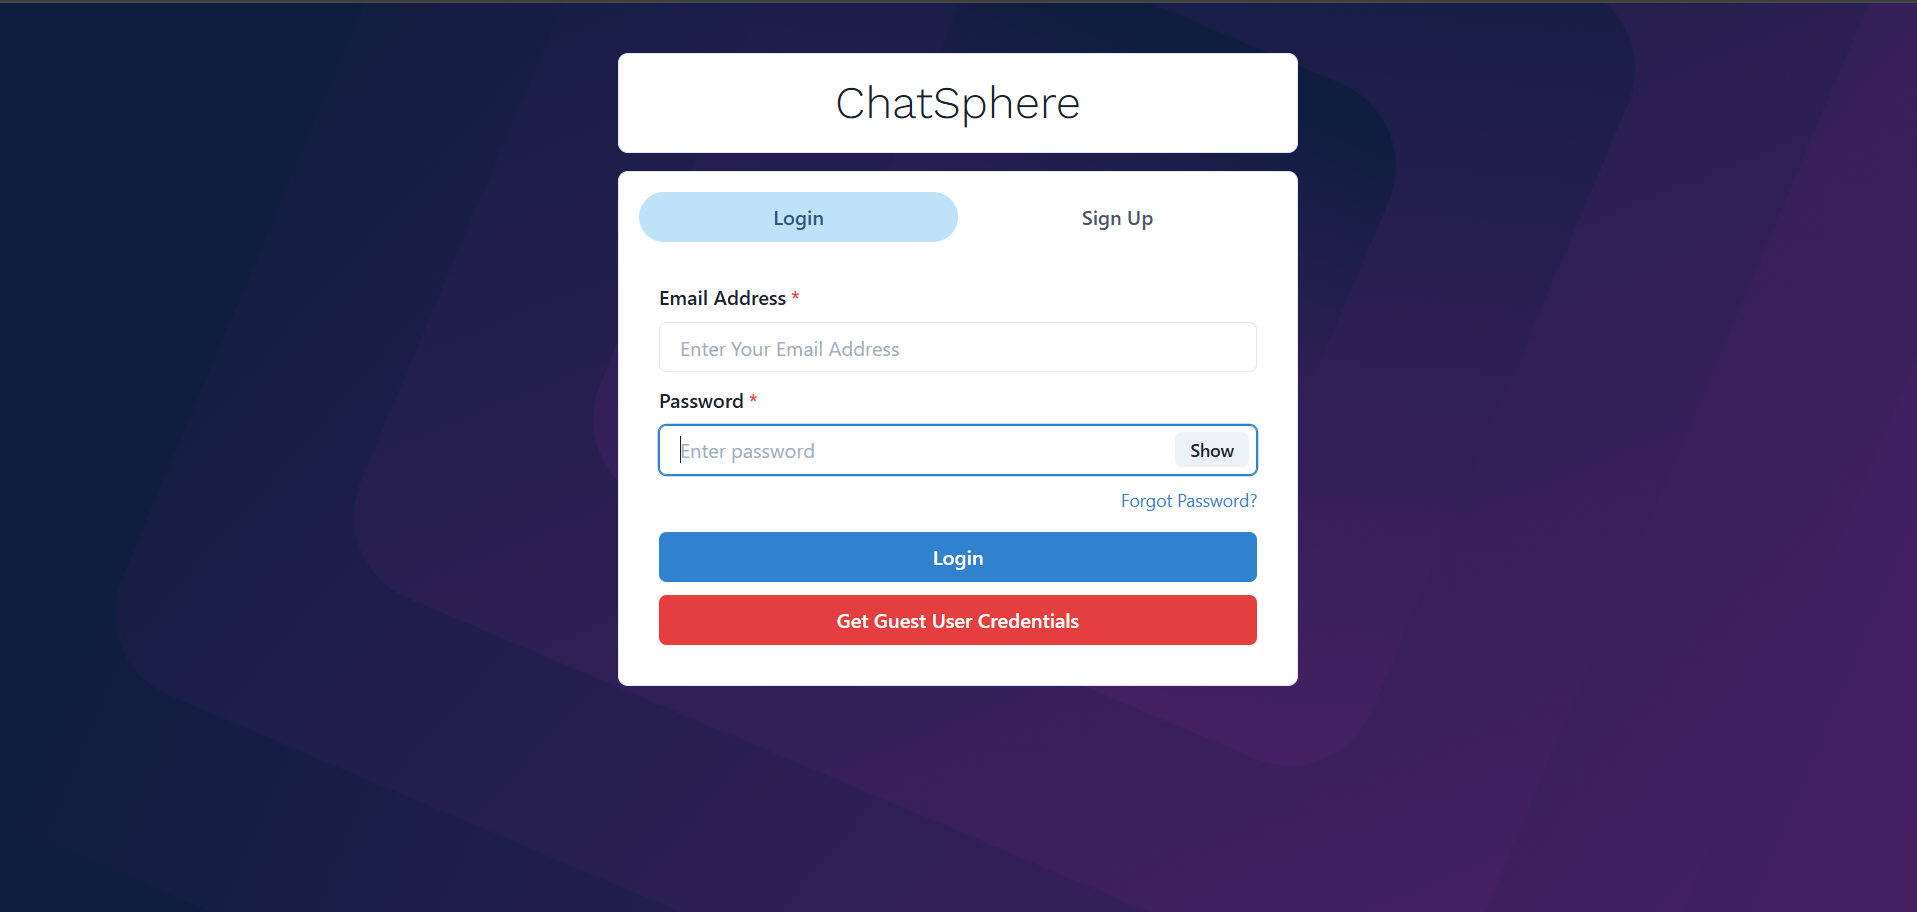 ChatSphere
Login
Sign Up
Email Address *
Enter Your Email Address
Password *
Enter password
Show
Forgot Password?
Login
Get Guest User Credentials